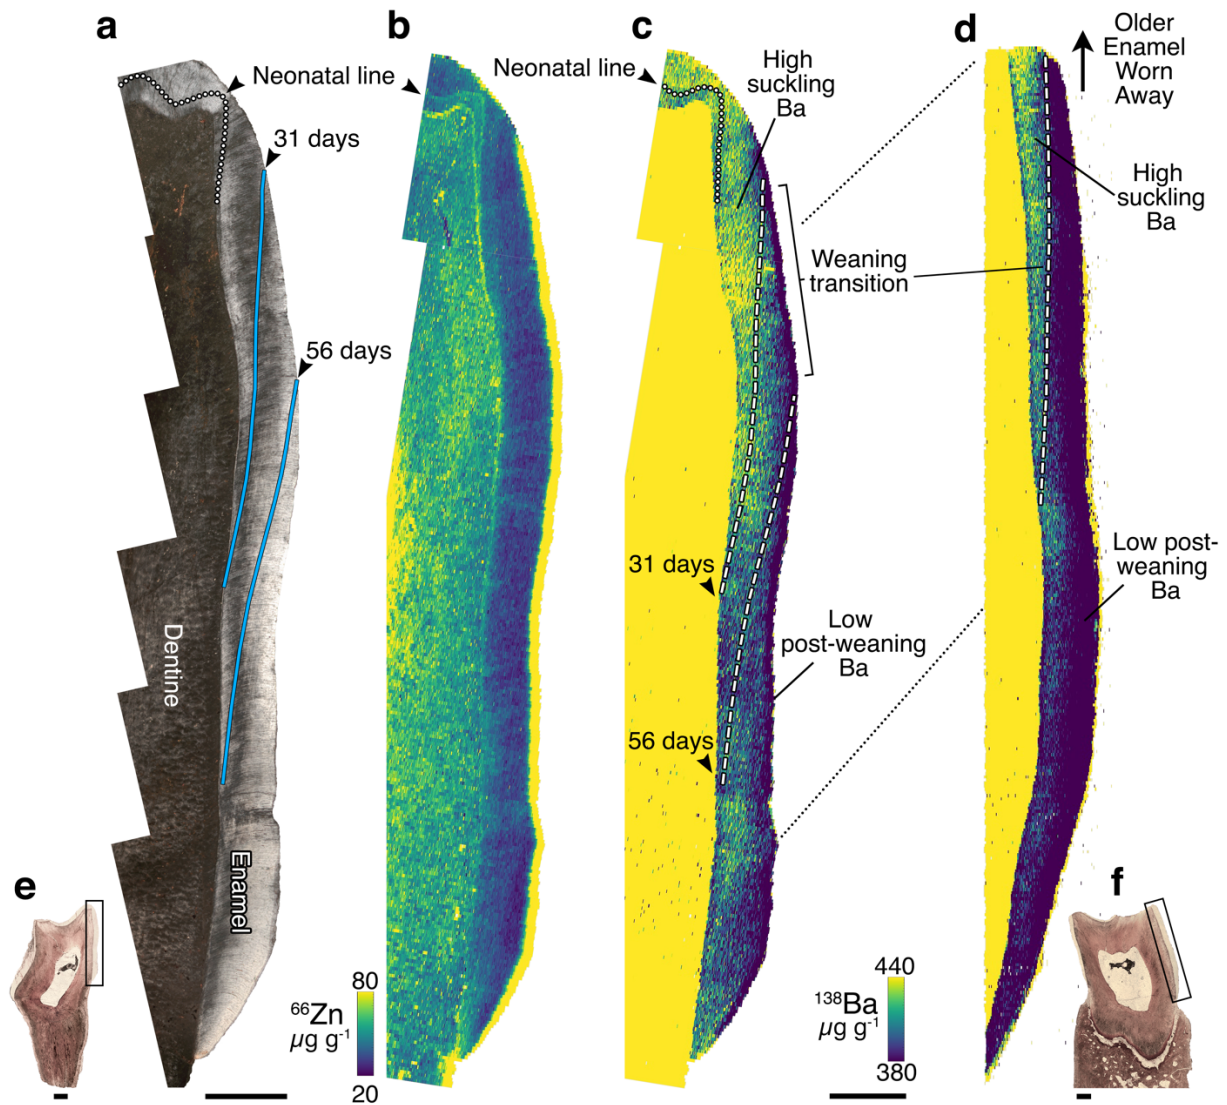 a
b
c
d
Neonatal line
31 days
56 days
Dentine
Enamel
Neonatal line
High
suckling
Ba
Weaning
transition
31 days
56 days
Low
post-weaning
Ba
Older
Enamel
Worn
Away
High
suckling
Ba
Low post-
weaning
Ba
e
80
66Zn
µg g-1
20
440
138Ba
µg g-1
380
f